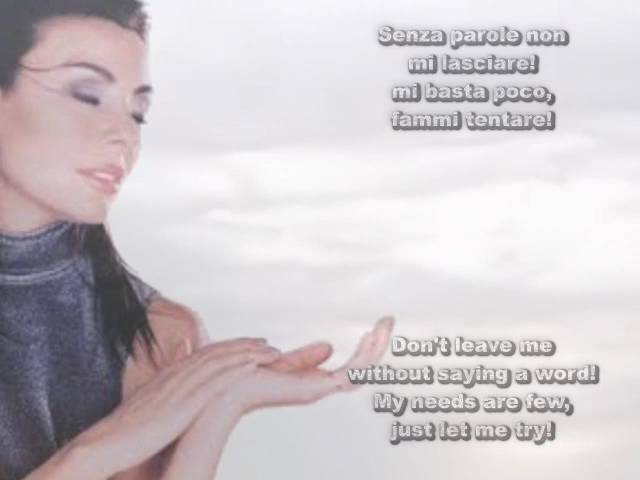 Senza parole non
mi lasciare!
mi basta poco,
fammi tentare!
Don't leave me
without saying a word!
My needs are few,
just let me try!